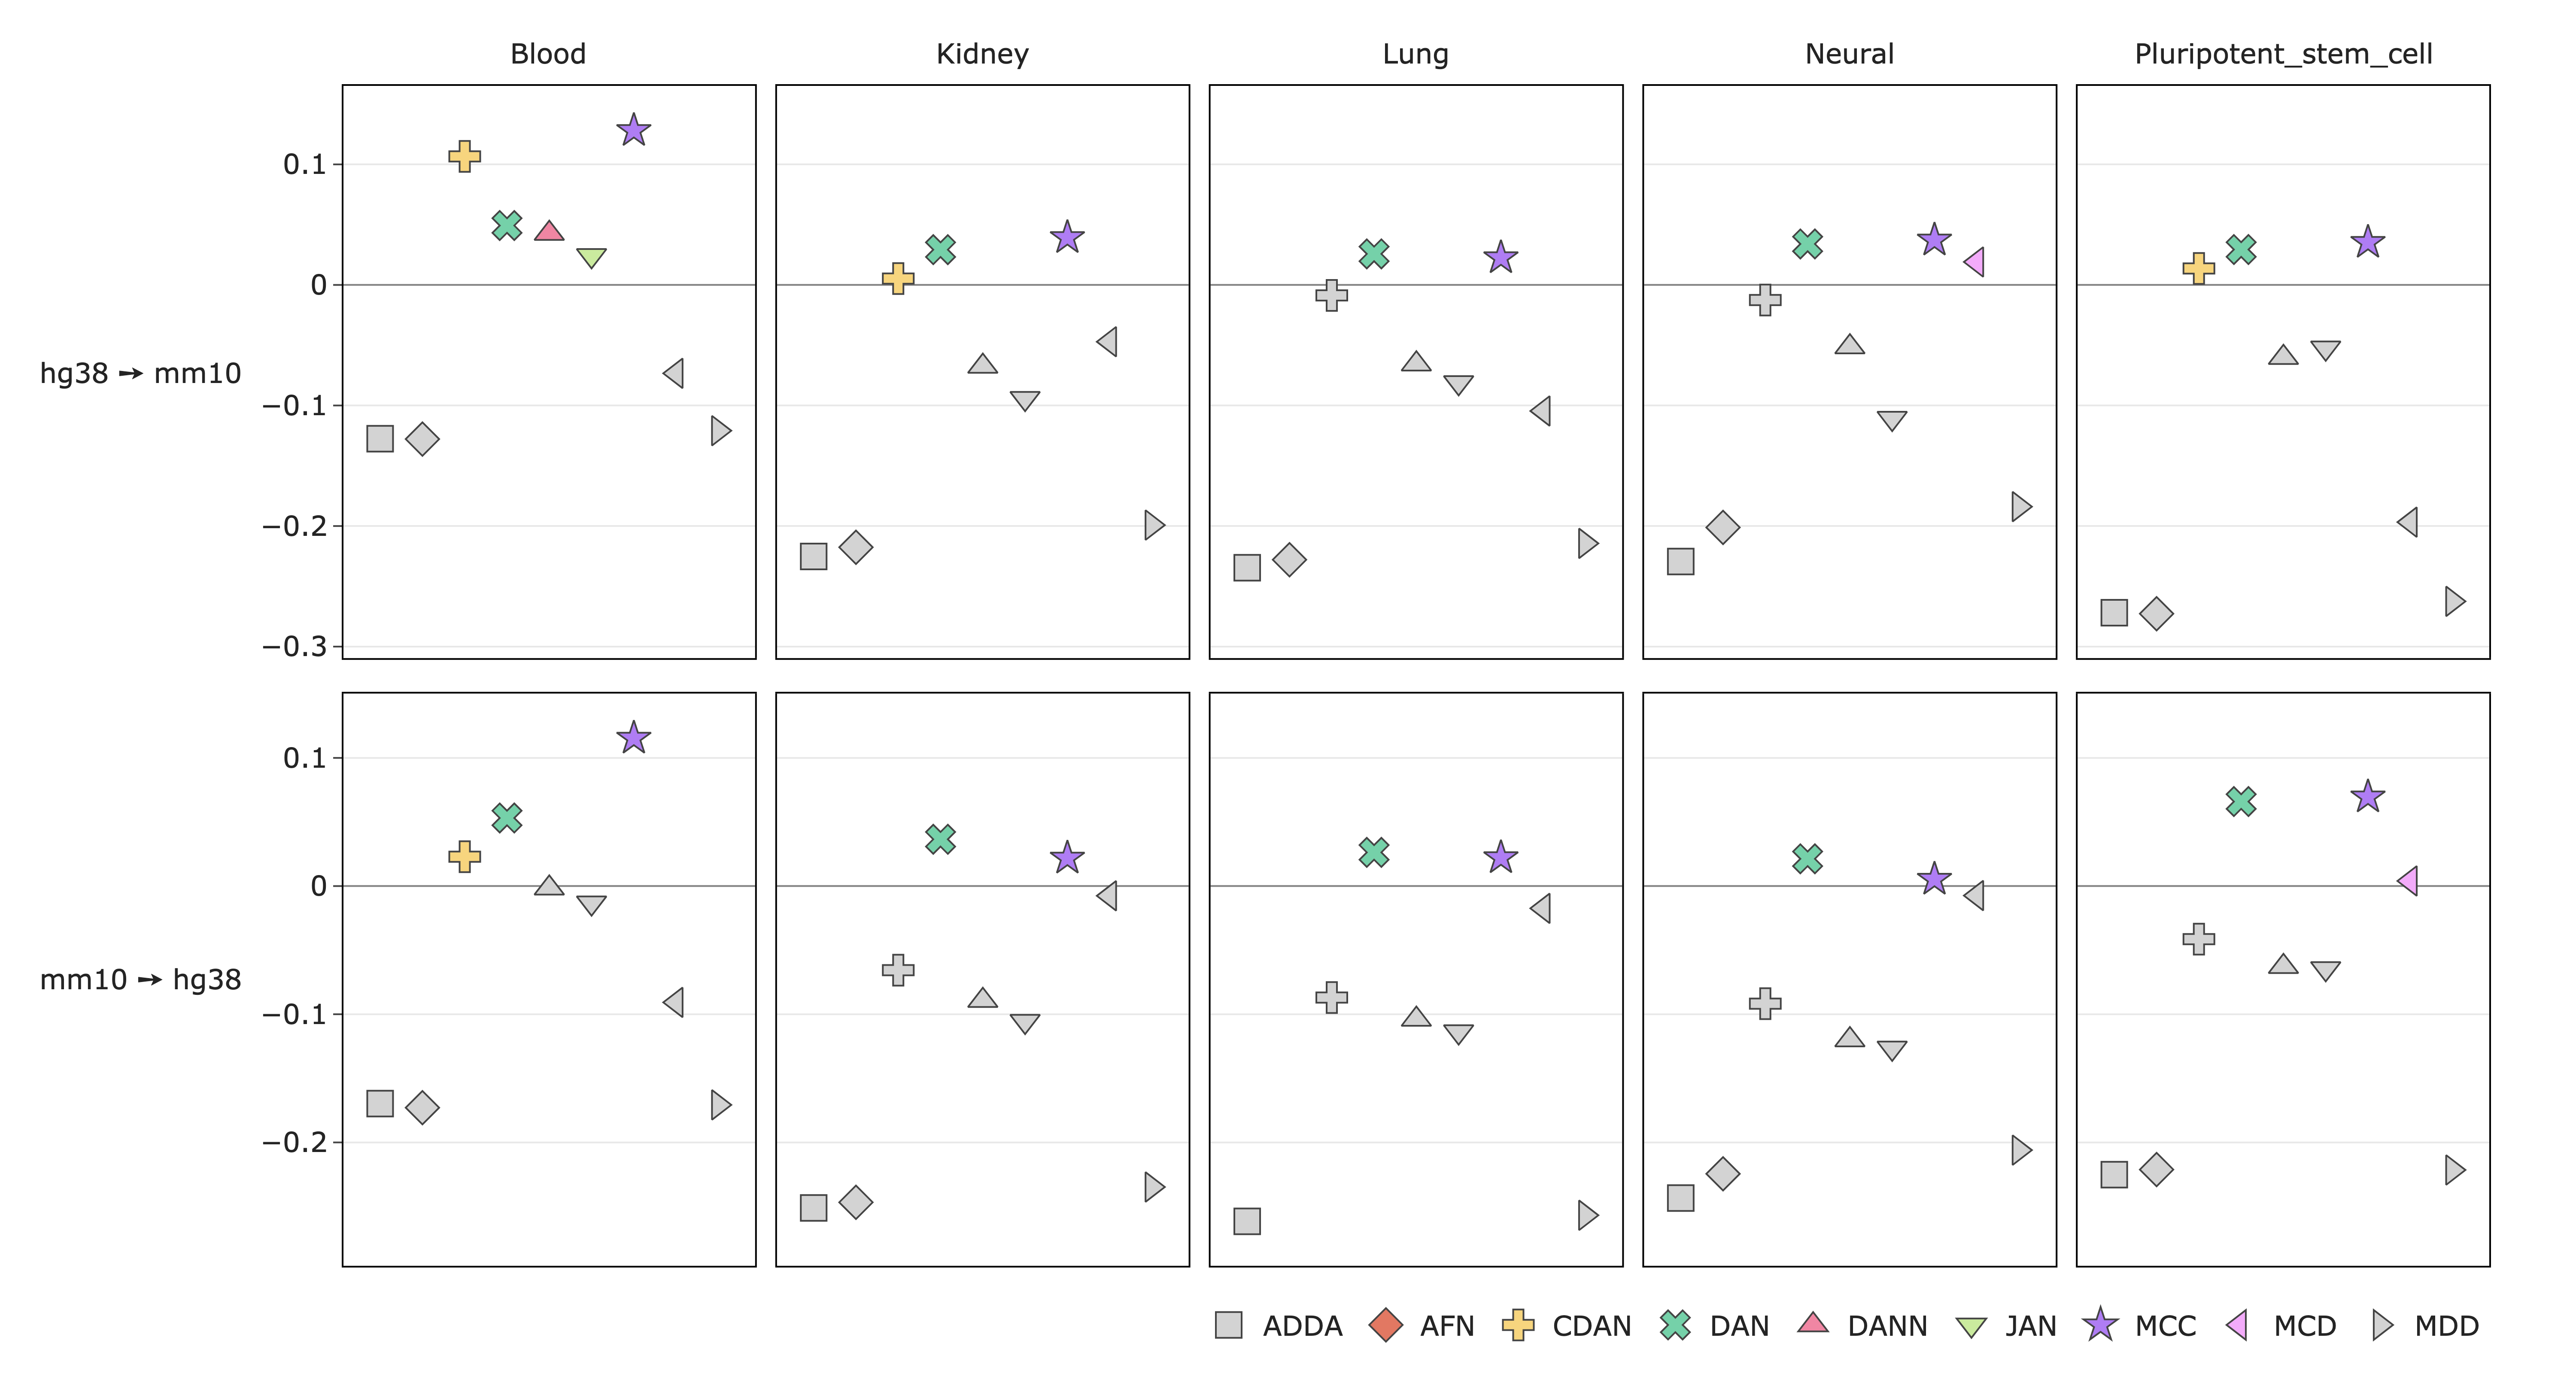 Blood Kidney Lung Neural Pluripotent_stem_cell
0.1
0
hg38 → mm10
−0.1
−0.2
−0.3
0.1
0
mm10 → hg38
−0.1
−0.2
ADDA AFN CDAN DAN DANN JAN MCC MCD MDD